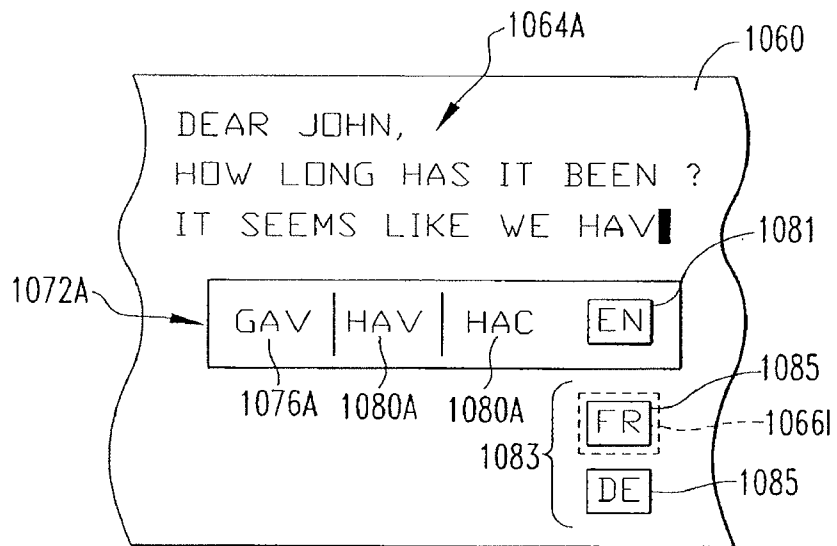 1064A
1060
DEAR JOHN,
HOW LONG HAS IT BEEN ?
IT SEEMS LIKE WE HAV
1081
1072A
GAV HAV HAC EN
1076A 1080A 1080A
1085
FR
1066I
1083
DE
1085